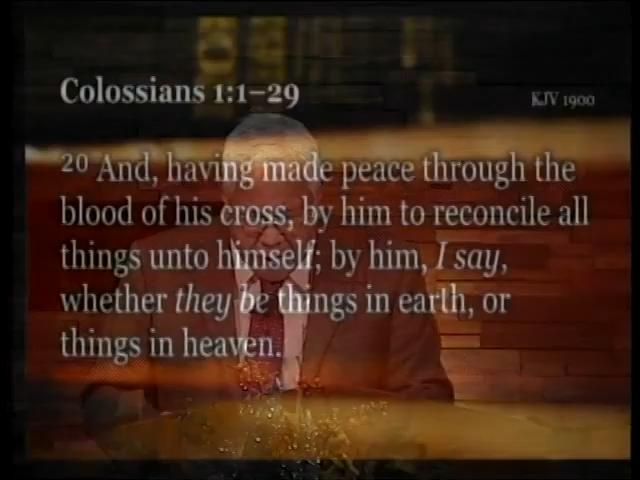 Colossians 1:1–29
KJV 1900
20 And, having made peace through the
blood of his cross, by him to reconcile all
things unto himself; by him, I say,
whether they be things in earth, or
things in heaven.